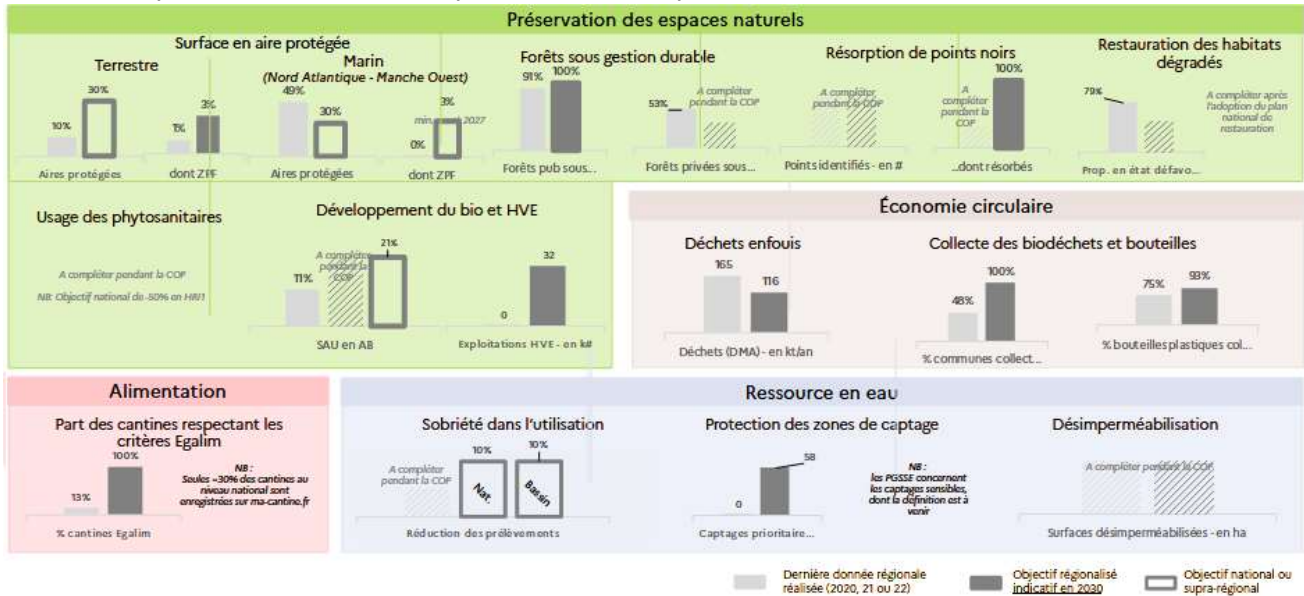 Préservation des espaces naturels
Surface en aire protégée
Terrestre
Marin
(Nord Atlantique - Manche Ouest)
30%
10%
3%
1%
Aires protégées
dont ZPF
49%
30%
3%
0%
2027
Aires protégées
dont ZPF
Forêts sous gestion durable
91%
100%
Forêts pub sous...
53%
A compléter
pendant la COP
Forêts privées sous...
Résorption de points noirs
A compléter
pendant la COP
Points identifiés - en #
A
compléter
pendant la
COP
100%
...dont résorbés
Restauration des habitats
dégradés
79%
A compléter après
l'adoption du plan
national de
restauration
Prop. en état défavo...
Usage des phytosanitaires
A compléter pendant la COP
NB: Objectif national de -50% en HRI1
Développement du bio et HVE
11%
A compléter
pendant la
COP
21%
SAU en AB
0
32
Exploitations HVE - en k#
Économie circulaire
Déchets enfouis
165
116
Déchets (DMA) - en kt/an
Collecte des biodéchets et bouteilles
48%
100%
% communes collect...
75%
93%
% bouteilles plastiques col...
Alimentation
Part des cantines respectant les
critères Egalim
13%
100%
% cantines Egalim
NB :
Seules ~30% des cantines au
niveau national sont
enregistrées sur ma-cantine.fr
Ressource en eau
Sobriété dans l'utilisation
A compléter
pendant la COP
10%
Nat.
10%
Bassin
Réduction des prélèvements
Protection des zones de captage
0
58
Captages prioritaire...
NB :
les PGSSE concernent
les captages sensibles,
dont la définition est à
venir
Désimperméabilisation
A compléter pendant la COP
Surfaces désimperméabilisées - en ha
Dernière donnée régionale
réalisée (2020, 21 ou 22)
Objectif régionalisé
indicatif en 2030
Objectif national ou
supra-régional